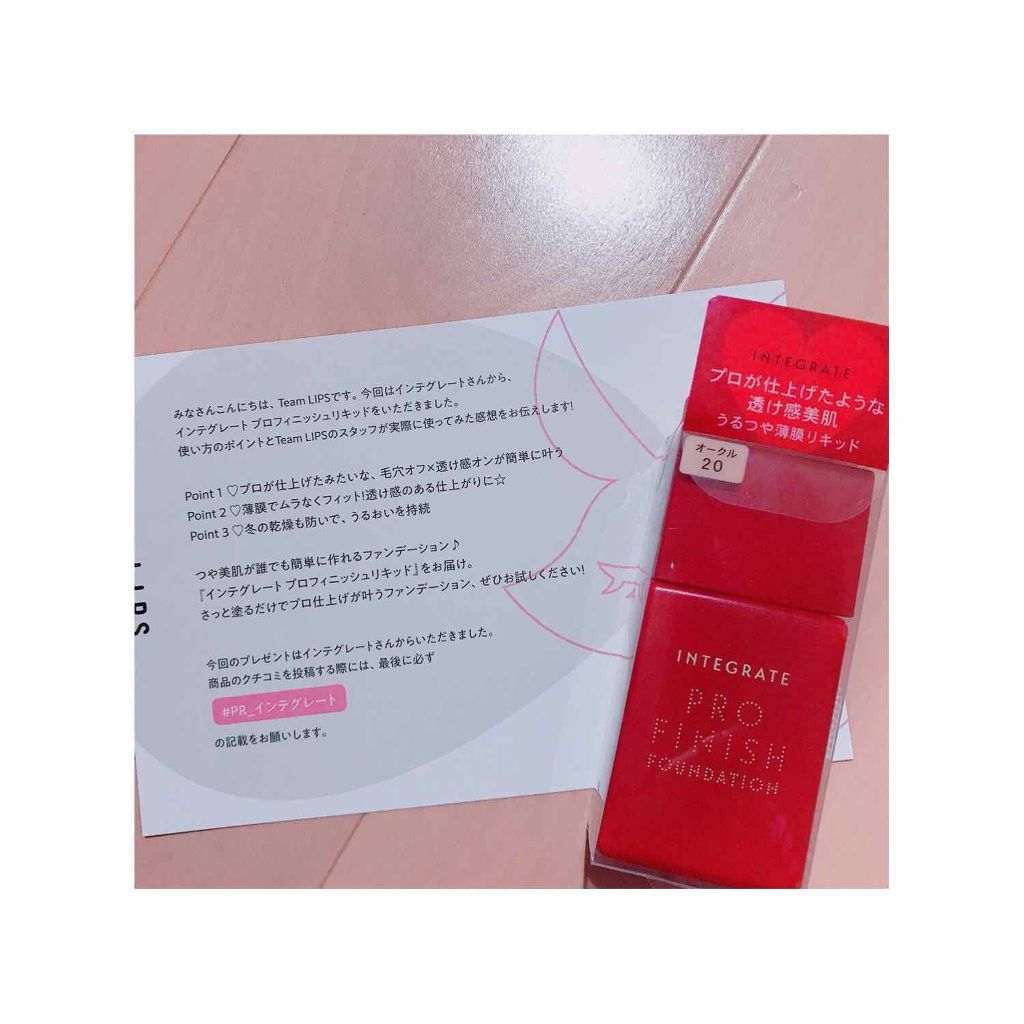 みなさんこんにちは、Team LIPSです。今回はインテグレートさんから、
インテグレート プロフィニッシュリキッドをいただきました。
使い方のポイントとTeam LIPSのスタッフが実際に使ってみた感想をお伝えします!
Point 1 ♡プロが仕上げたみたいな、毛穴オフ×透け感オンが簡単に叶う
Point 2 ♡薄膜でムラなくフィット!透け感のある仕上がりに☆
Point 3 ♡冬の乾燥も防いで、うるおいを持続
つや美肌が誰でも簡単に作れるファンデーション♪
『インテグレート プロフィニッシュリキッド』をお届け。
さっと塗るだけでプロ仕上げが叶うファンデーション、ぜひお試しください!
今回のプレゼントはインテグレートさんからいただきました。
商品のクチコミを投稿する際には、最後に必ず
#PR_インテグレート
の記載をお願いします。
LIPS
INTEGRATE
プロが仕上げたような
透け感美肌
うるつや薄膜リキッド
オークル
20
INTEGRATE
PRO
FINISH
FOUNDATION